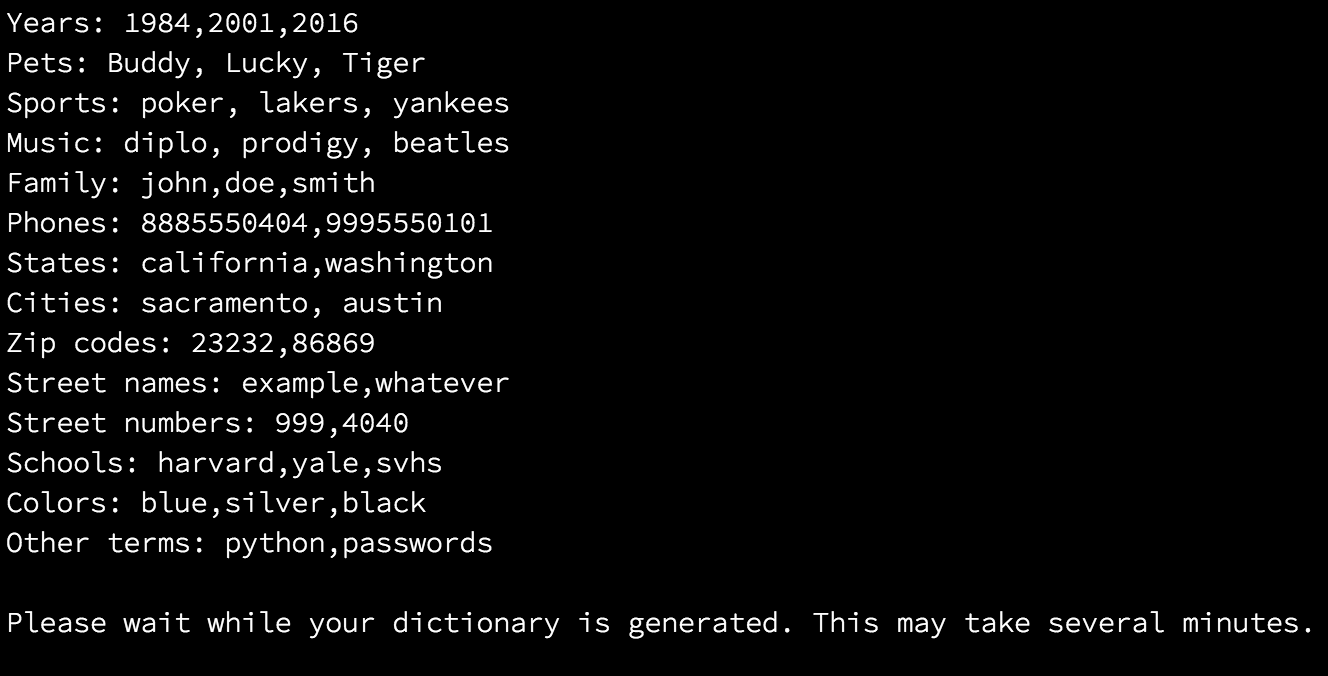 Years: 1984,2001,2016
Pets: Buddy, Lucky, Tiger
Sports: poker, lakers, yankees
Music: diplo, prodigy, beatles
Family: john,doe,smith
Phones: 8885550404,9995550101
States: california,washington
Cities: sacramento, austin
Zip codes: 23232,86869
Street names: example,whatever
Street numbers: 999,4040
Schools: harvard,yale,svhs
Colors: blue,silver,black
Other terms: python,passwords
Please wait while your dictionary is generated. This may take several minutes.